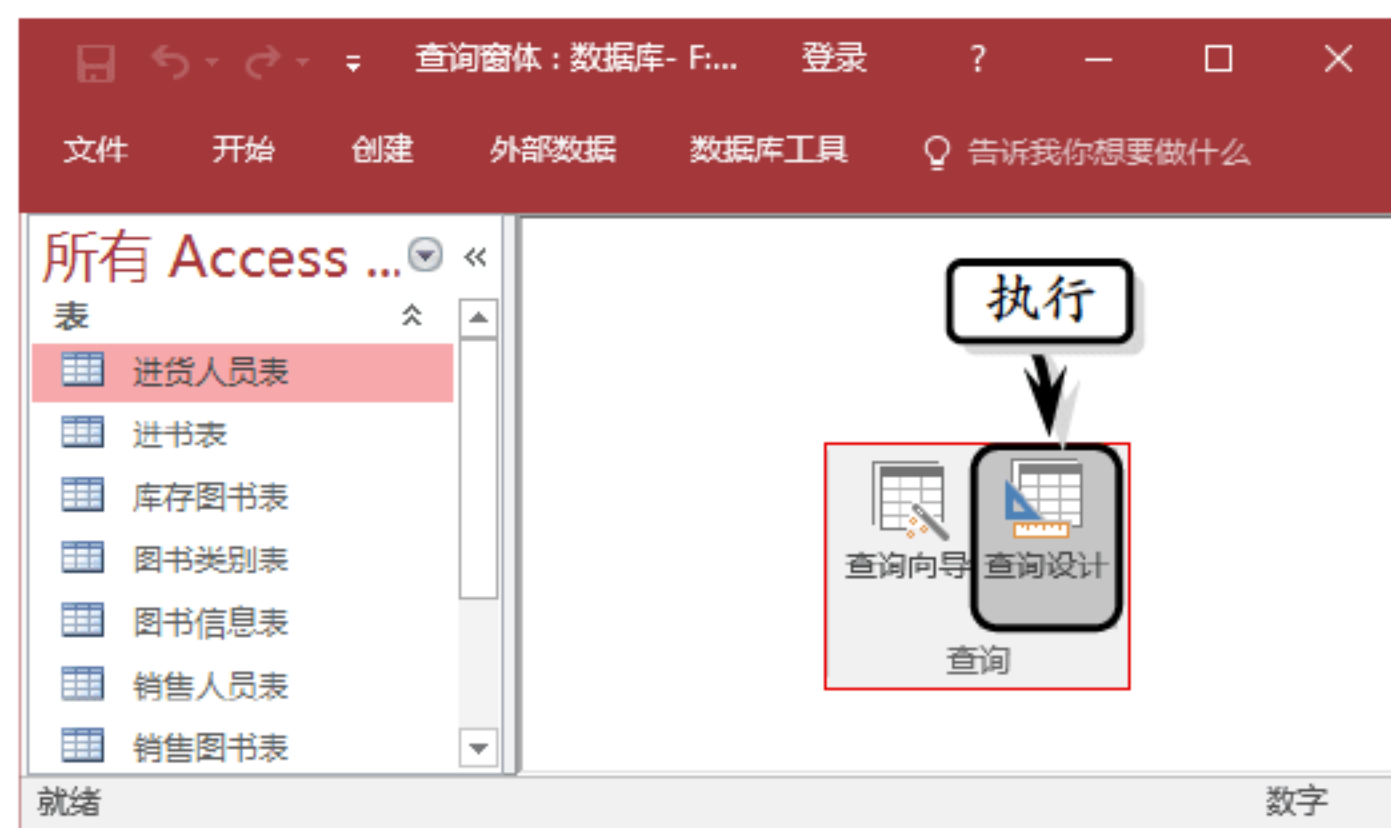 查询窗体：数据库- F:... 登录 ?
文件 开始 创建 外部数据 数据库工具 告诉我你想要做什么
所有 Access ...
表
进货人员表
进书表
库存图书表
图书类别表
图书信息表
销售人员表
销售图书表
执行
查询向导 查询设计
查询
就绪 数字